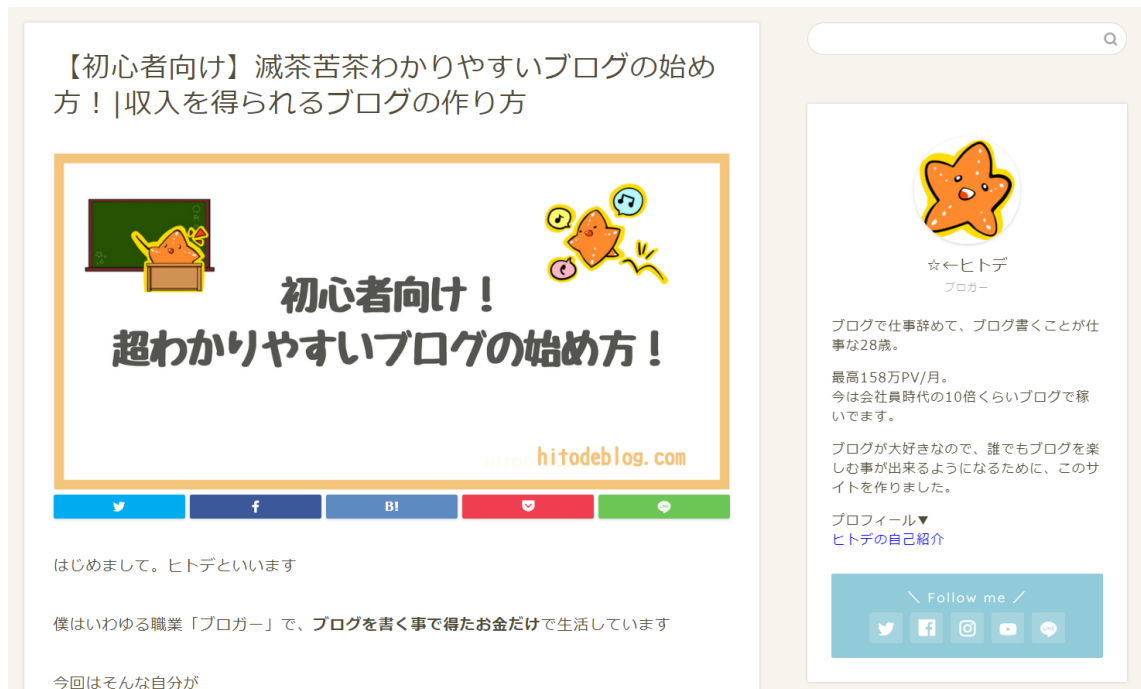 【初心者向け】滅茶苦茶わかりやすいブログの始め
方！|収入を得られるブログの作り方
初心者向け！
超わかりやすいブログの始め方！
hitodeblog.com
B!
はじめまして。ヒトデといいます
僕はいわゆる職業「ブロガー」で、ブログを書く事で得たお金だけで生活しています
今回はそんな自分が
☆←ヒトデ
ブロガー
ブログで仕事辞めて、ブログ書くことが仕
事な28歳。
最高158万PV/月。
今は会社員時代の10倍くらいブログで稼
いでます。
ブログが大好きなので、誰でもブログを楽
しむ事が出来るようになるために、このサ
イトを作りました。
プロフィール▼
ヒトデの自己紹介
＼ Follow me ／